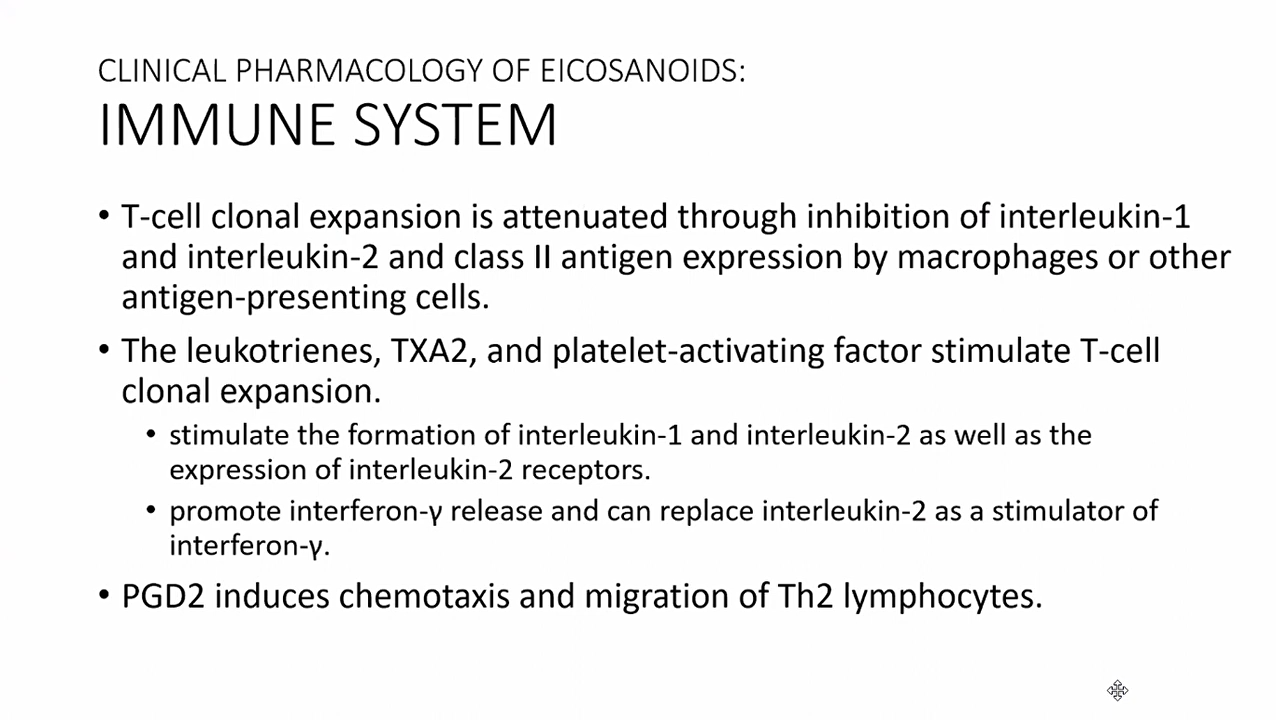 CLINICAL PHARMACOLOGY OF EICOSANOIDS:
IMMUNE SYSTEM
• T-cell clonal expansion is attenuated through inhibition of interleukin-1
and interleukin-2 and class II antigen expression by macrophages or other
antigen-presenting cells.
• The leukotrienes, TXA2, and platelet-activating factor stimulate T-cell
clonal expansion.
• stimulate the formation of interleukin-1 and interleukin-2 as well as the
expression of interleukin-2 receptors.
• promote interferon-γ release and can replace interleukin-2 as a stimulator of
interferon-γ.
• PGD2 induces chemotaxis and migration of Th2 lymphocytes.